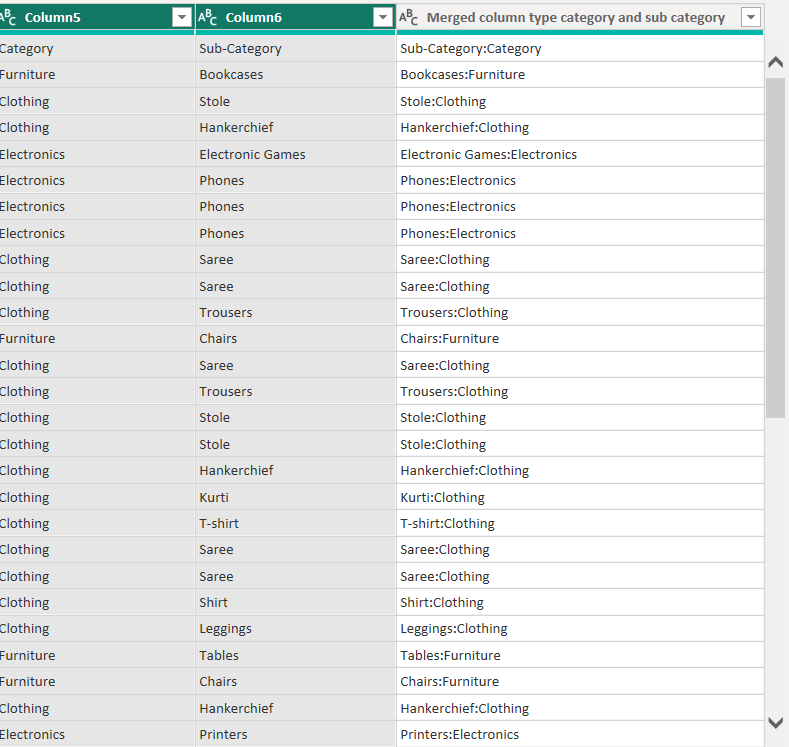 ABC Column5 ABC Column6 ABC Merged column type category and sub category
Category Sub-Category Sub-Category:Category
Furniture Bookcases Bookcases:Furniture
Clothing Stole Stole:Clothing
Clothing Hankerchief Hankerchief:Clothing
Electronics Electronic Games Electronic Games:Electronics
Electronics Phones Phones:Electronics
Electronics Phones Phones:Electronics
Electronics Phones Phones:Electronics
Clothing Saree Saree:Clothing
Clothing Saree Saree:Clothing
Clothing Trousers Trousers:Clothing
Furniture Chairs Chairs:Furniture
Clothing Saree Saree:Clothing
Clothing Trousers Trousers:Clothing
Clothing Stole Stole:Clothing
Clothing Stole Stole:Clothing
Clothing Hankerchief Hankerchief:Clothing
Clothing Kurti Kurti:Clothing
Clothing T-shirt T-shirt:Clothing
Clothing Saree Saree:Clothing
Clothing Saree Saree:Clothing
Clothing Shirt Shirt:Clothing
Clothing Leggings Leggings:Clothing
Furniture Tables Tables:Furniture
Furniture Chairs Chairs:Furniture
Clothing Hankerchief Hankerchief:Clothing
Electronics Printers Printers:Electronics